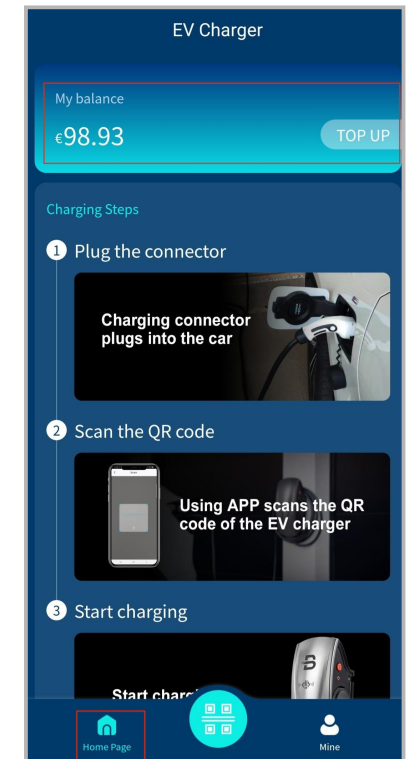 EV Charger
My balance
€98.93
TOP UP
Charging Steps
1 Plug the connector
Charging connector
plugs into the car
2 Scan the QR code
Using APP scans the QR
code of the EV charger
3 Start charging
Home Page
Mine